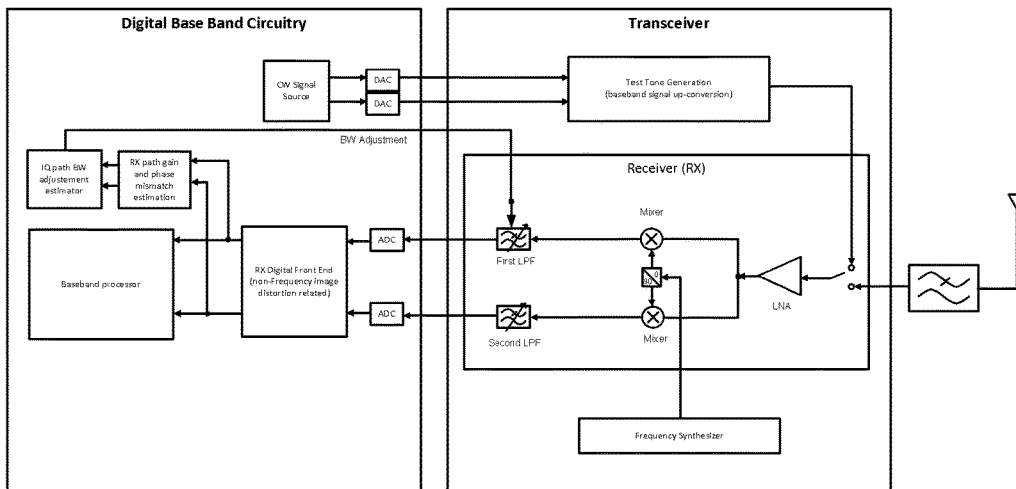 Digital Base Band Circuitry
Transceiver
CW Signal
Source
DAC
DAC
Test Tone Generation
(baseband signal up-conversion)
BW Adjustment
IQ path BW
adjustement
estimator
RX path gain
and phase
mismatch
estimation
Receiver (RX)
Mixer
First LPF
ADC
0
90
LNA
Baseband processor
RX Digital Front End
(non-Frequency image
distortion related)
ADC
Second LPF
Mixer
Frequency Synthesizer